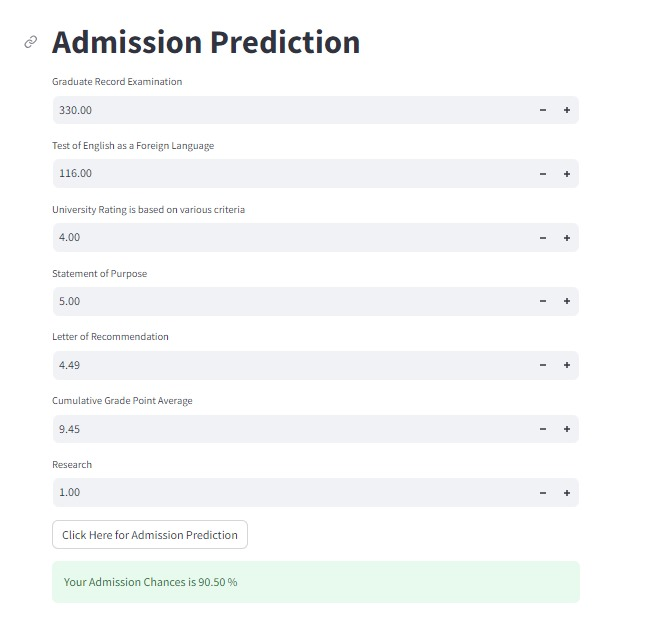 Admission Prediction
Graduate Record Examination
330.00
Test of English as a Foreign Language
116.00
University Rating is based on various criteria
4.00
Statement of Purpose
5.00
Letter of Recommendation
4.49
Cumulative Grade Point Average
9.45
Research
1.00
Click Here for Admission Prediction
Your Admission Chances is 90.50 %